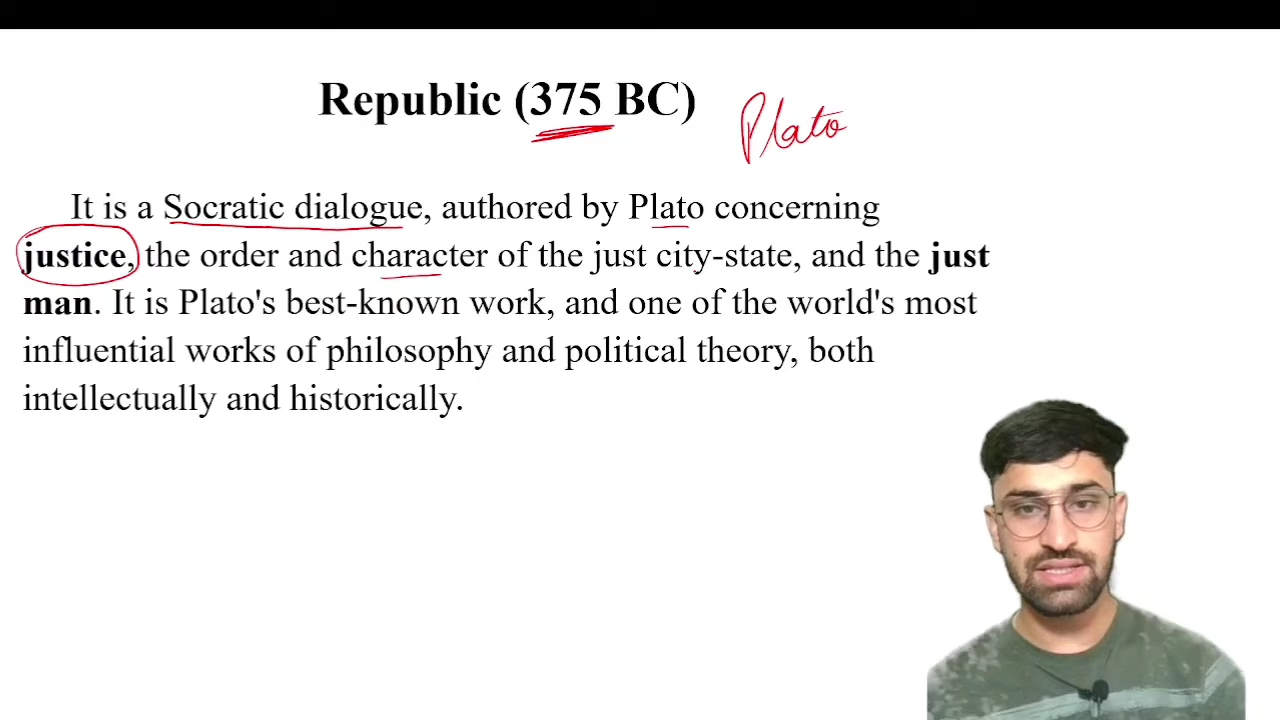 Republic (375 BC)
Plato
It is a Socratic dialogue, authored by Plato concerning
justice, the order and character of the just city-state, and the just
man. It is Plato's best-known work, and one of the world's most
influential works of philosophy and political theory, both
intellectually and historically.